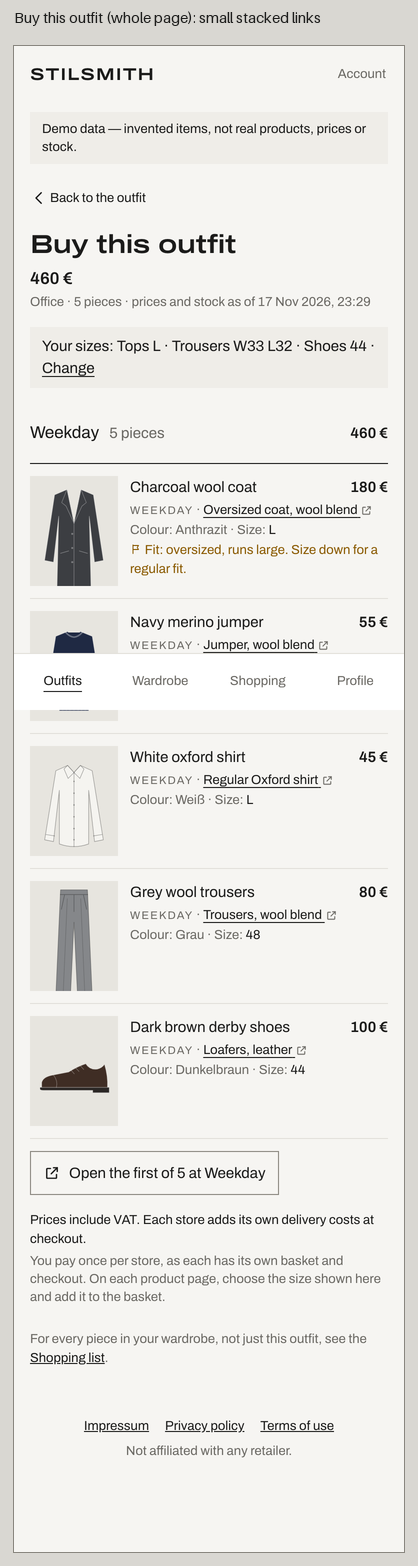 Buy this outfit (whole page): small stacked links
STILSMITH
Account
Demo data — invented items, not real products, prices or
stock.
Back to the outfit
Buy this outfit
460 €
Office · 5 pieces · prices and stock as of 17 Nov 2026, 23:29
Your sizes: Tops L · Trousers W33 L32 · Shoes 44 ·
Change
Weekday 5 pieces 460 €
Charcoal wool coat 180 €
WEEKDAY · Oversized coat, wool blend
Colour: Anthrazit · Size: L
Fit: oversized, runs large. Size down for a
regular fit.
Navy merino jumper 55 €
WEEKDAY · Jumper, wool blend
Outfits Wardrobe Shopping Profile
White oxford shirt 45 €
WEEKDAY · Regular Oxford shirt
Colour: Weiß · Size: L
Grey wool trousers 80 €
WEEKDAY · Trousers, wool blend
Colour: Grau · Size: 48
Dark brown derby shoes 100 €
WEEKDAY · Loafers, leather
Colour: Dunkelbraun · Size: 44
Open the first of 5 at Weekday
Prices include VAT. Each store adds its own delivery costs at
checkout.
You pay once per store, as each has its own basket and
checkout. On each product page, choose the size shown here
and add it to the basket.
For every piece in your wardrobe, not just this outfit, see the
Shopping list.
Impressum Privacy policy Terms of use
Not affiliated with any retailer.